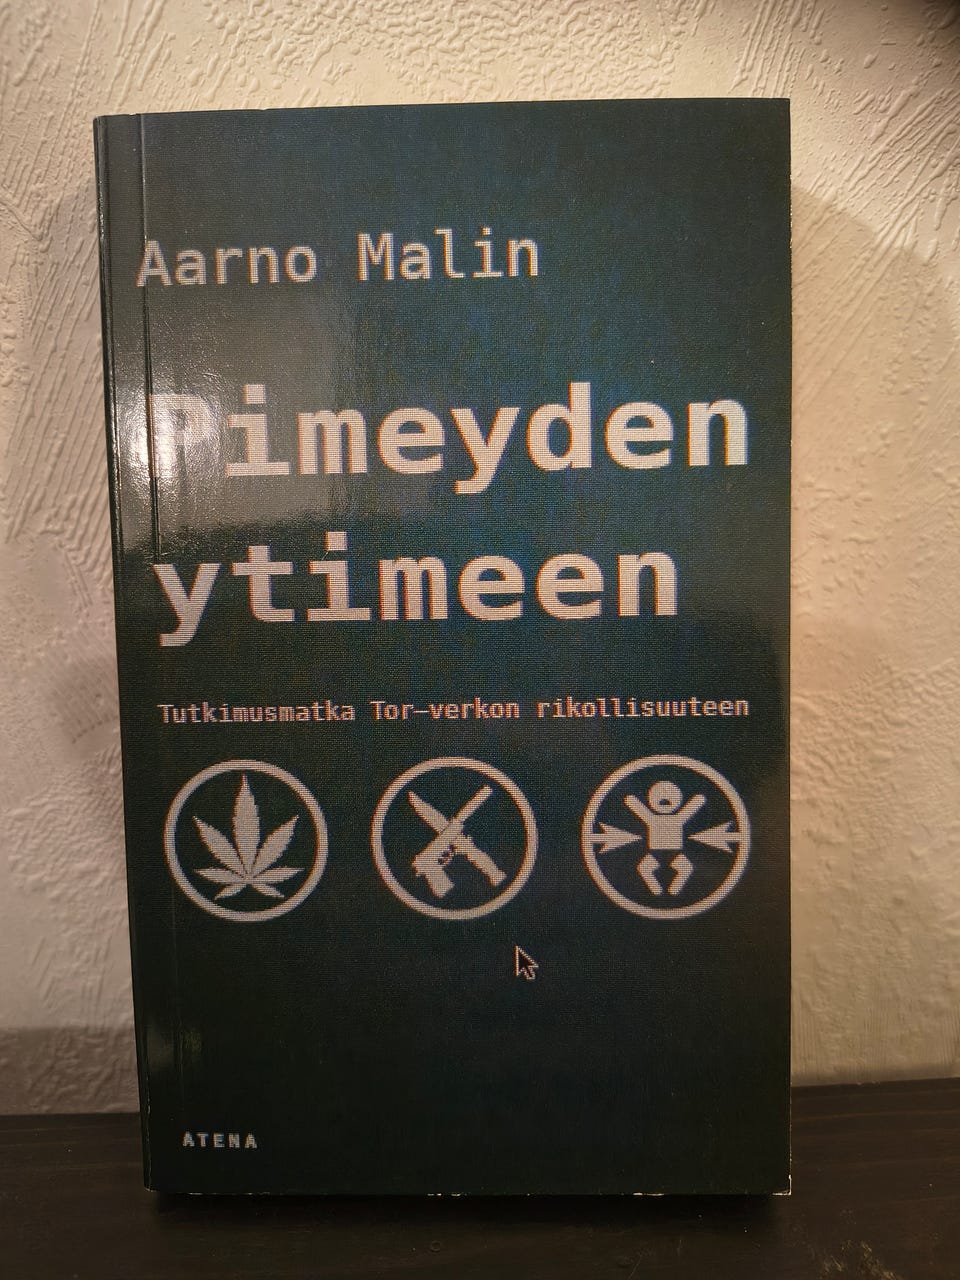 Aarno Malin
Pimeyden
ytimeen
Tutkimusmatka Tor–verkon rikollisuuteen
ATENA